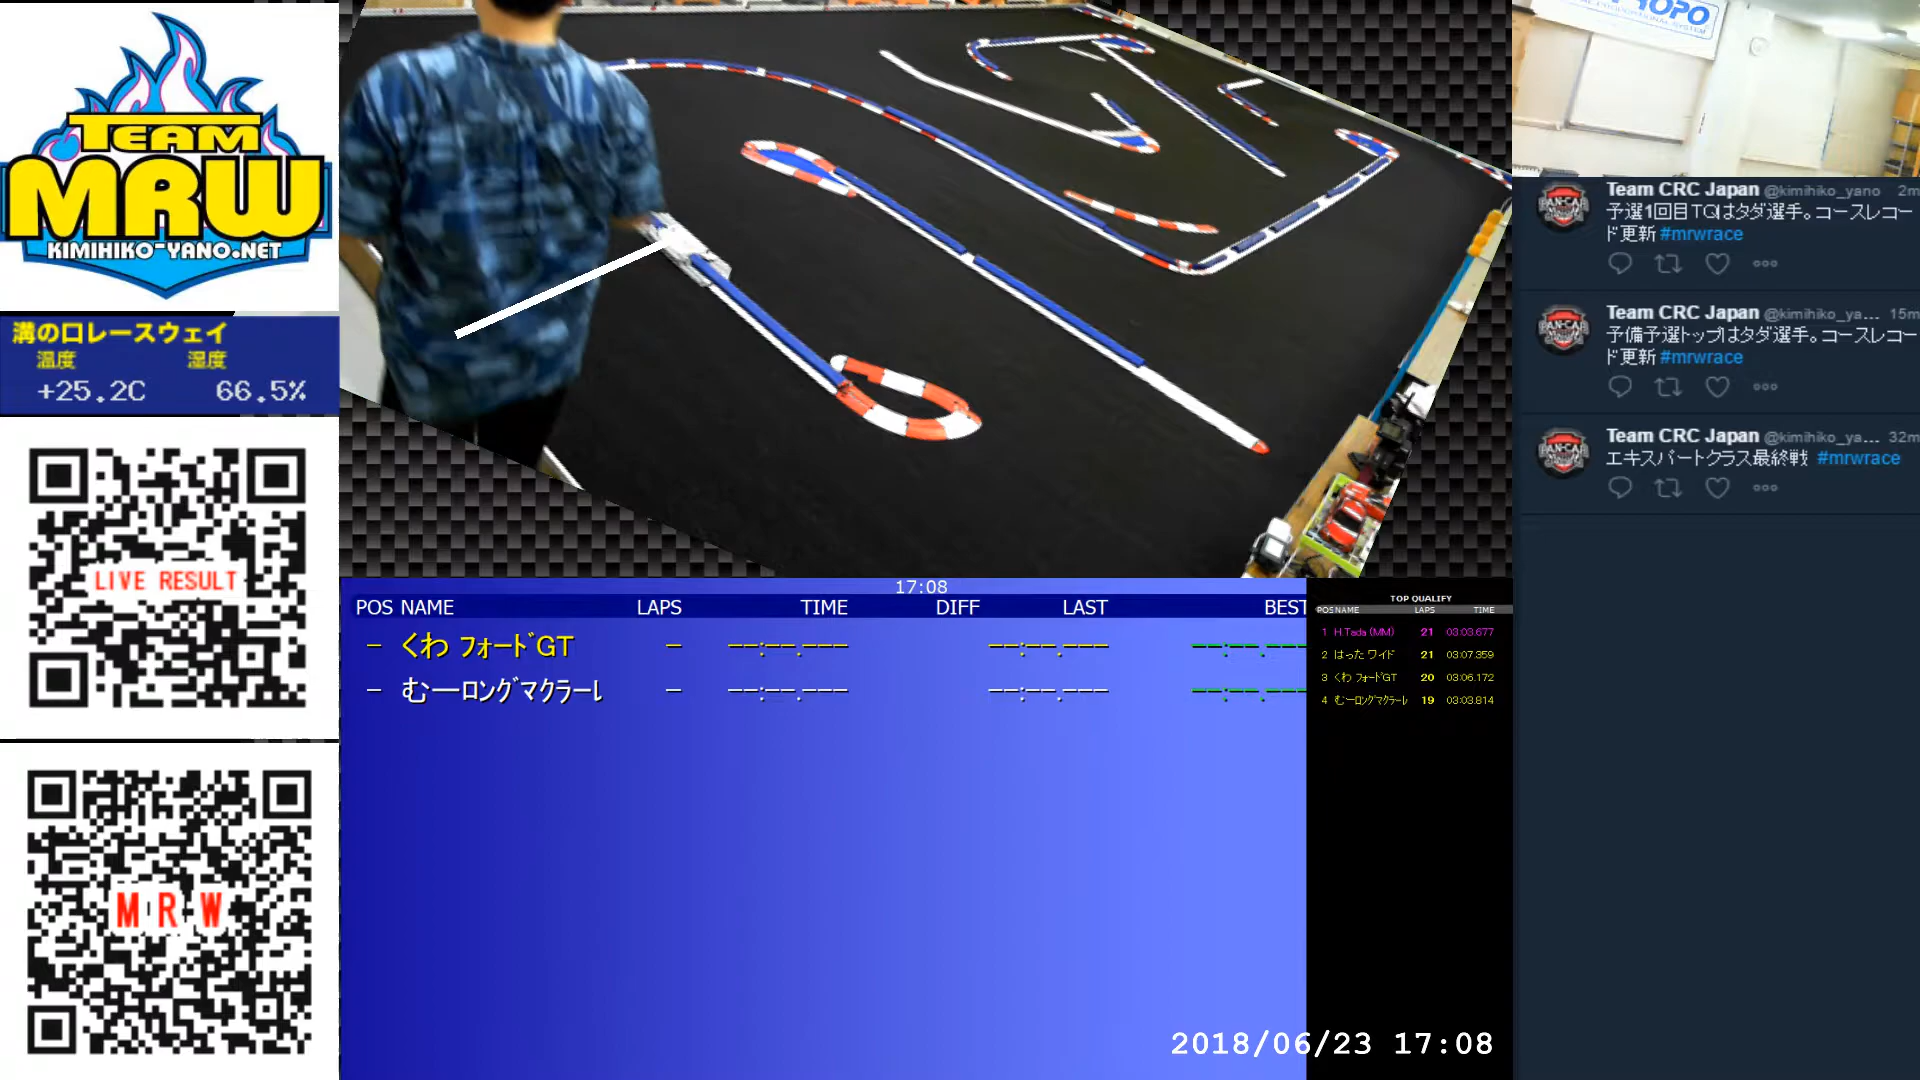 TEAM
MRW
KIMIHIKO-YANO.NET
溝の口レースウェイ
温度 湿度
+25.2C 66.5%
LIVE RESULT
MRW
17:08
POS NAME LAPS TIME DIFF LAST BEST
- くわ フォードGT - --:--.--- --:--.--- --:--.---
- むーロングマクラーレ - --:--.--- --:--.--- --:--.---
TOP QUALIFY
POS NAME LAPS TIME
1 H.Tada (MM) 21 03:03.677
2 はった ワイド 21 03:07.359
3 くわ フォードGT 20 03:06.172
4 むーロングマクラーレ 19 03:03.814
2018/06/23 17:08
Team CRC Japan @kimihiko_yano 2m
予選1回目TQはタダ選手。コースレコー
ド更新 #mrwrace
Team CRC Japan @kimihiko_ya... 15m
予備予選トップはタダ選手。コースレコー
ド更新 #mrwrace
Team CRC Japan @kimihiko_ya... 32m
エキスパートクラス最終戦 #mrwrace
PAN-CAR
PAN-CAR
PAN-CAR